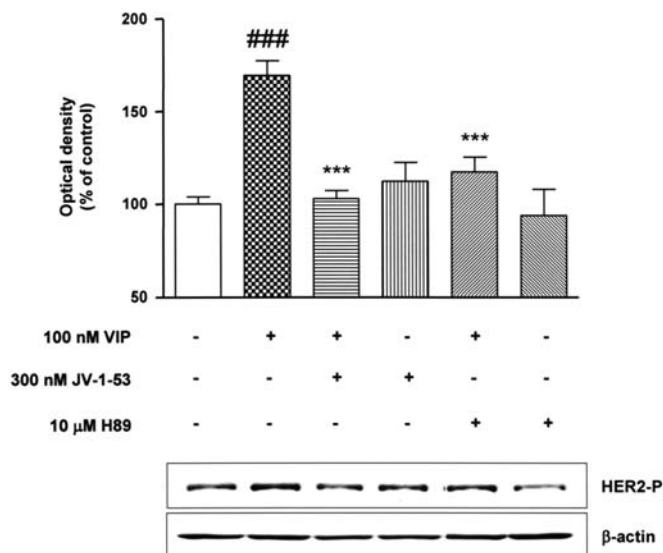 200
###
150
***
***
100
50
Optical density
(% of control)
100 nM VIP - + + - + -
300 nM JV-1-53 - - + + - -
10 μM H89 - - - - + +
HER2-P
β-actin